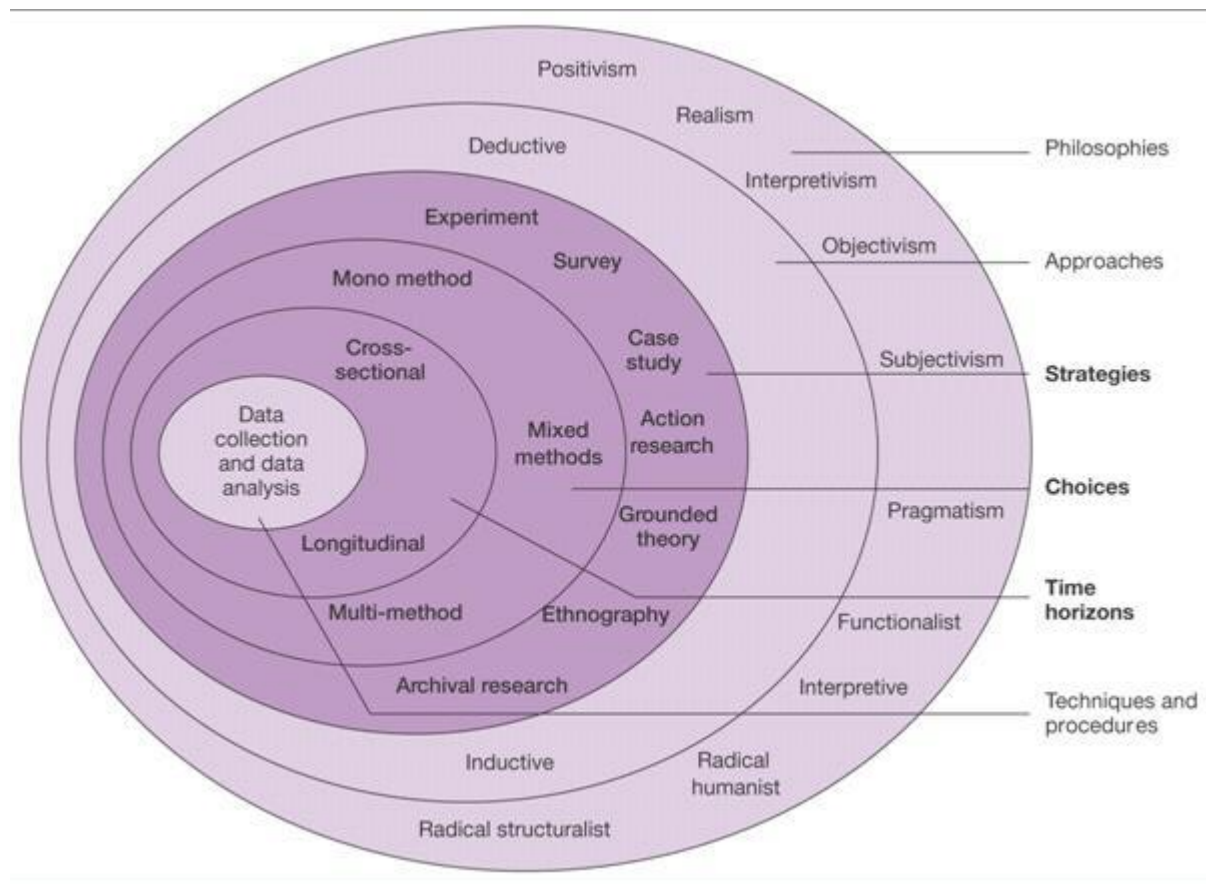 Positivism
Realism
Philosophies
Deductive
Interpretivism
Experiment
Objectivism
Survey
Approaches
Mono method
Case
study
Cross-
sectional
Subjectivism
Strategies
Data
collection
and data
analysis
Mixed
methods
Action
research
Choices
Pragmatism
Grounded
theory
Longitudinal
Time
horizons
Multi-method
Ethnography
Functionalist
Archival research
Interpretive
Techniques and
procedures
Inductive
Radical
humanist
Radical structuralist